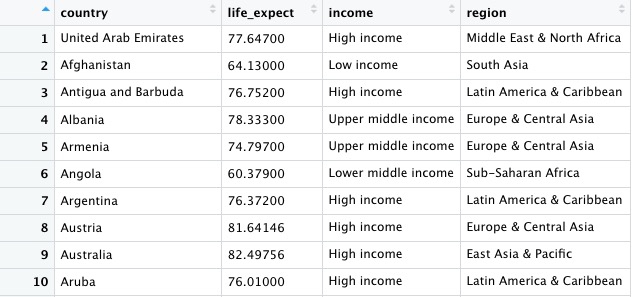 country life_expect income region
1 United Arab Emirates 77.64700 High income Middle East & North Africa
2 Afghanistan 64.13000 Low income South Asia
3 Antigua and Barbuda 76.75200 High income Latin America & Caribbean
4 Albania 78.33300 Upper middle income Europe & Central Asia
5 Armenia 74.79700 Upper middle income Europe & Central Asia
6 Angola 60.37900 Lower middle income Sub-Saharan Africa
7 Argentina 76.37200 High income Latin America & Caribbean
8 Austria 81.64146 High income Europe & Central Asia
9 Australia 82.49756 High income East Asia & Pacific
10 Aruba 76.01000 High income Latin America & Caribbean